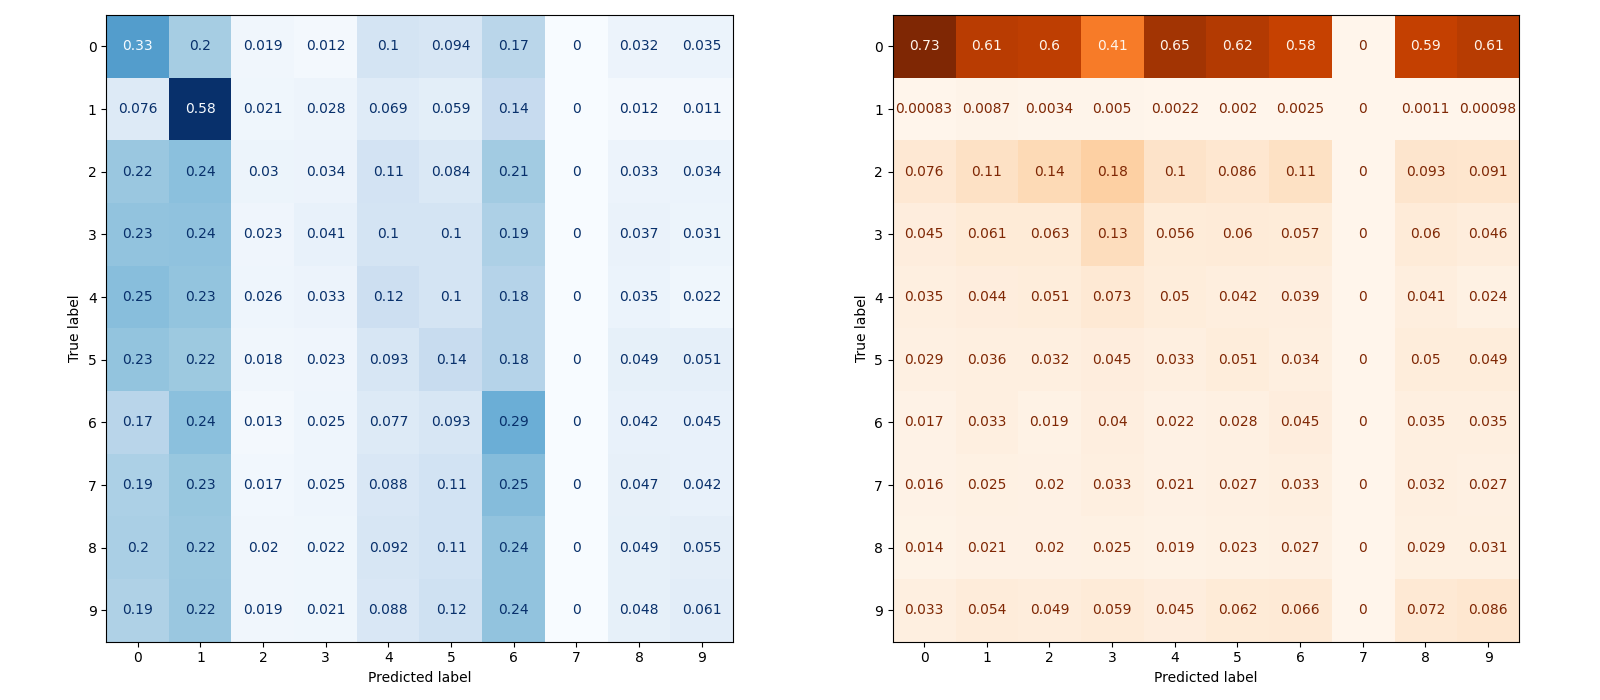 0 0.33 0.2 0.019 0.012 0.1 0.094 0.17 0 0.032 0.035
1 0.076 0.58 0.021 0.028 0.069 0.059 0.14 0 0.012 0.011
2 0.22 0.24 0.03 0.034 0.11 0.084 0.21 0 0.033 0.034
3 0.23 0.24 0.023 0.041 0.1 0.1 0.19 0 0.037 0.031
4 0.25 0.23 0.026 0.033 0.12 0.1 0.18 0 0.035 0.022
5 0.23 0.22 0.018 0.023 0.093 0.14 0.18 0 0.049 0.051
6 0.17 0.24 0.013 0.025 0.077 0.093 0.29 0 0.042 0.045
7 0.19 0.23 0.017 0.025 0.088 0.11 0.25 0 0.047 0.042
8 0.2 0.22 0.02 0.022 0.092 0.11 0.24 0 0.049 0.055
9 0.19 0.22 0.019 0.021 0.088 0.12 0.24 0 0.048 0.061
0 1 2 3 4 5 6 7 8 9
Predicted label
True label
0 0.73 0.61 0.6 0.41 0.65 0.62 0.58 0 0.59 0.61
1 0.00083 0.0087 0.0034 0.005 0.0022 0.002 0.0025 0 0.0011 0.00098
2 0.076 0.11 0.14 0.18 0.1 0.086 0.11 0 0.093 0.091
3 0.045 0.061 0.063 0.13 0.056 0.06 0.057 0 0.06 0.046
4 0.035 0.044 0.051 0.073 0.05 0.042 0.039 0 0.041 0.024
5 0.029 0.036 0.032 0.045 0.033 0.051 0.034 0 0.05 0.049
6 0.017 0.033 0.019 0.04 0.022 0.028 0.045 0 0.035 0.035
7 0.016 0.025 0.02 0.033 0.021 0.027 0.033 0 0.032 0.027
8 0.014 0.021 0.02 0.025 0.019 0.023 0.027 0 0.029 0.031
9 0.033 0.054 0.049 0.059 0.045 0.062 0.066 0 0.072 0.086
0 1 2 3 4 5 6 7 8 9
Predicted label
True label